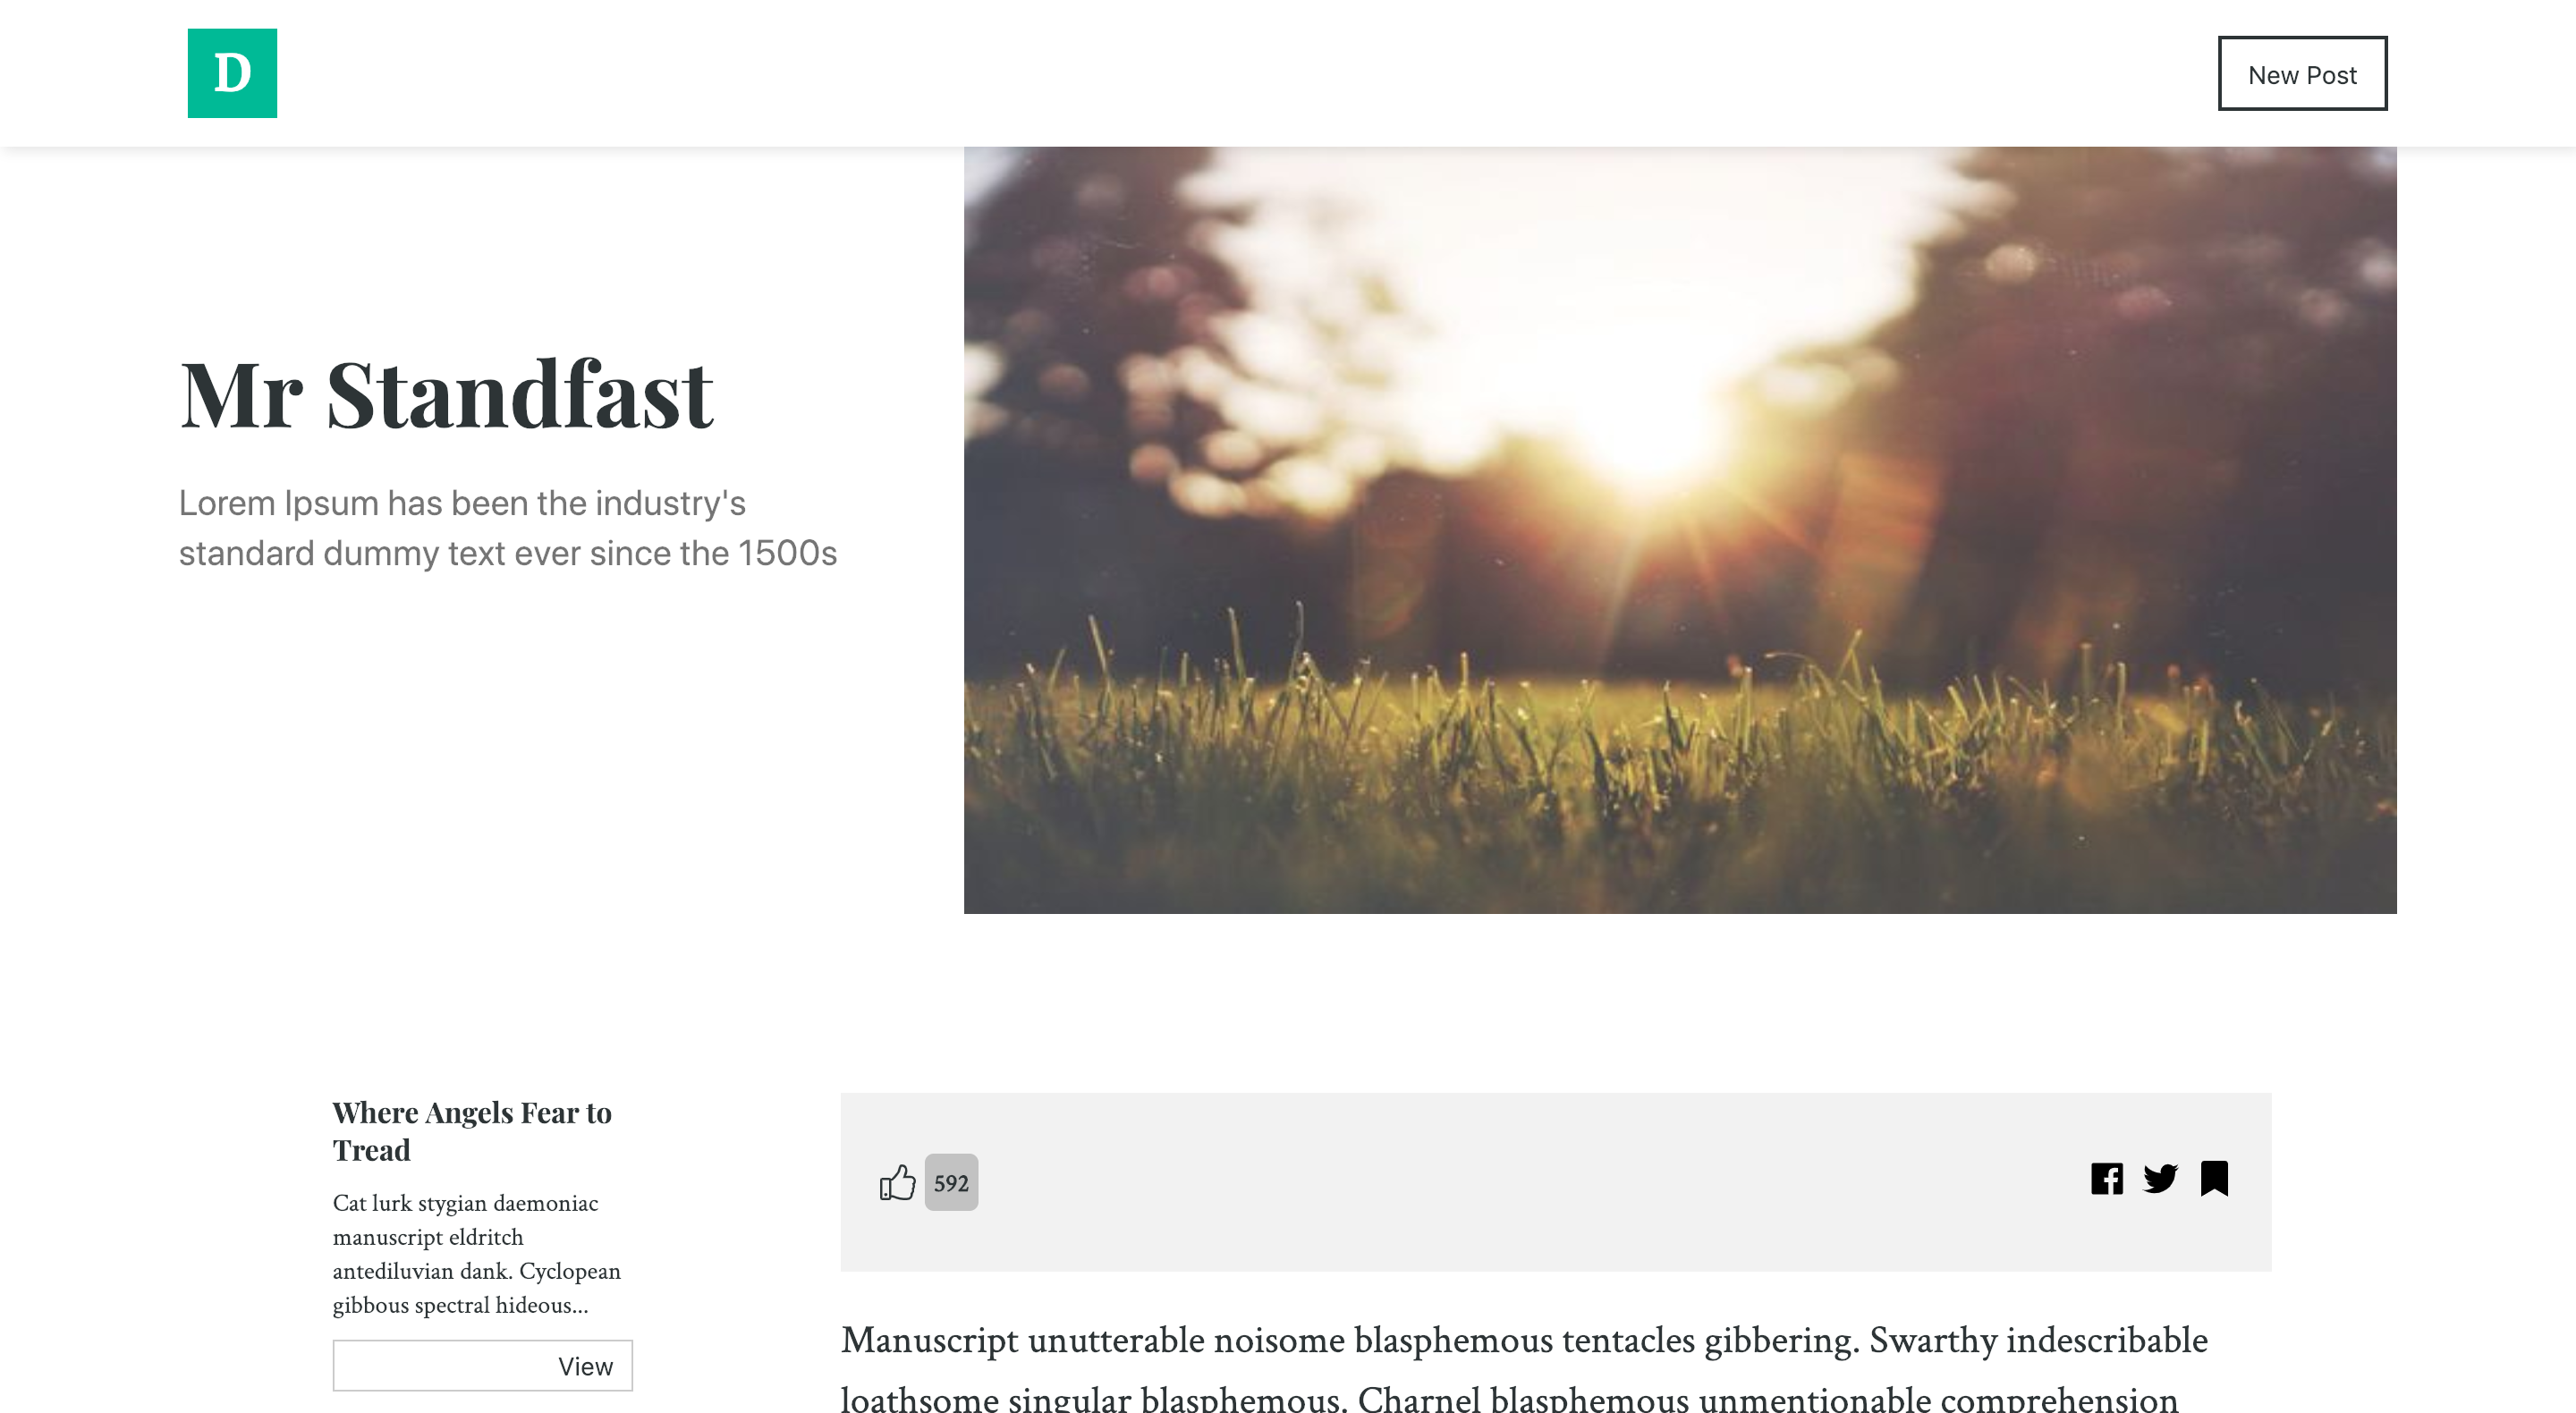 D
New Post
Mr Standfast
Lorem Ipsum has been the industry's
standard dummy text ever since the 1500s
Where Angels Fear to
Tread
Cat lurk stygian daemoniac
manuscript eldritch
antediluvian dank. Cyclopean
gibbous spectral hideous...
View
592
Manuscript unutterable noisome blasphemous tentacles gibbering. Swarthy indescribable
loathsome singular blasphemous. Charnel blasphemous unmentionable comprehension